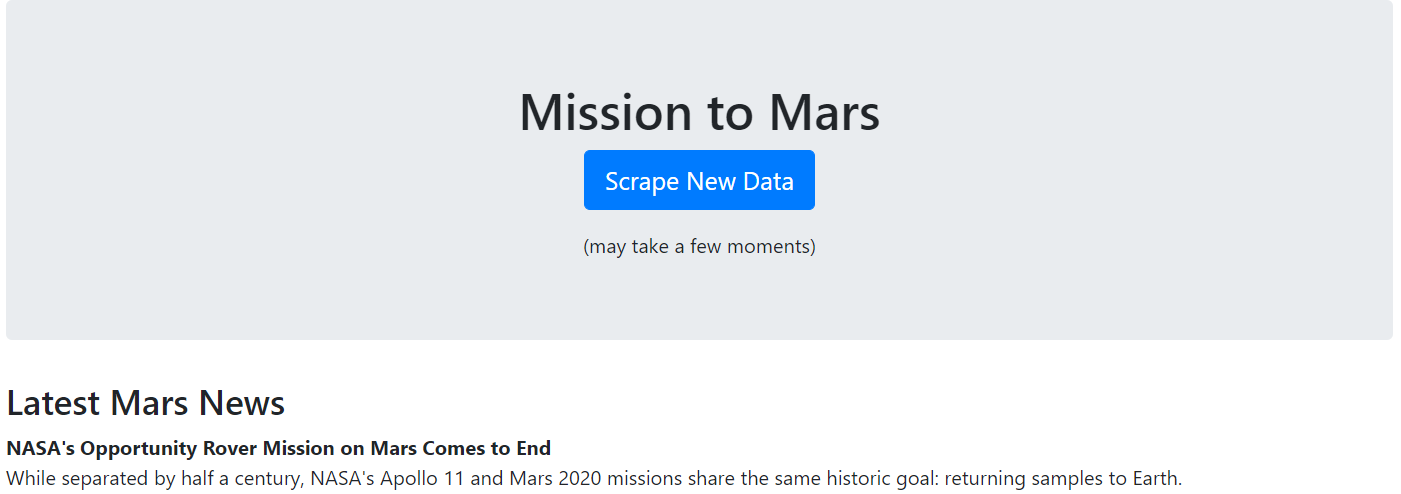 Mission to Mars
Scrape New Data
(may take a few moments)
Latest Mars News
NASA's Opportunity Rover Mission on Mars Comes to End
While separated by half a century, NASA's Apollo 11 and Mars 2020 missions share the same historic goal: returning samples to Earth.